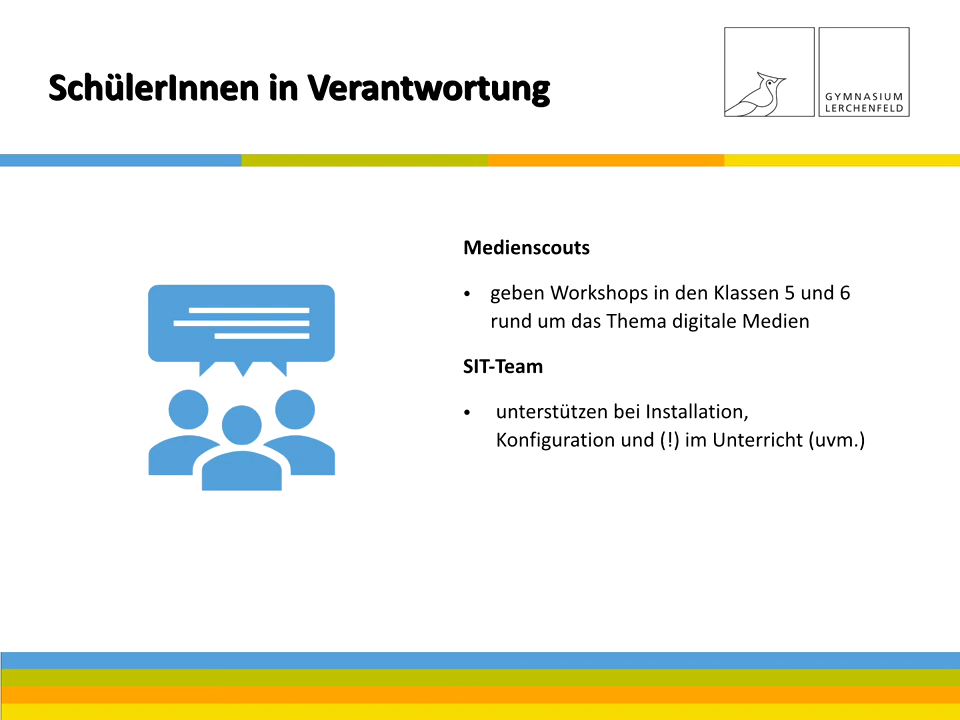 SchülerInnen in Verantwortung
GYMNASIUM
LERCHENFELD
Medienscouts
• geben Workshops in den Klassen 5 und 6
rund um das Thema digitale Medien
SIT-Team
• unterstützen bei Installation,
Konfiguration und (!) im Unterricht (uvm.)